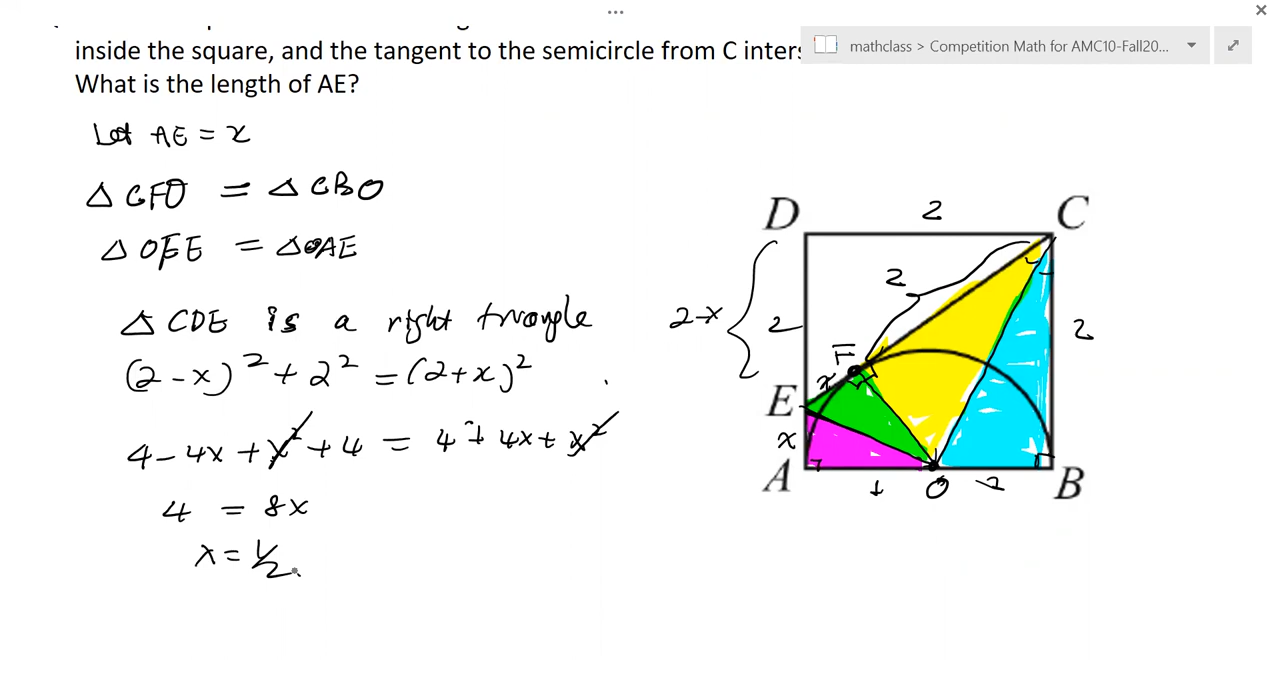 ...
inside the square, and the tangent to the semicircle from C inters
mathclass > Competition Math for AMC10-Fall20...
What is the length of AE?
Let AE = x
△ CFO = △ CBO
△ OFE = △ OAE
△ CDE is a right triangle
(2-x)² + 2² = (2+x)²
4 - 4x + x² + 4 = 4 + 4x + x²
4 = 8x
x = 1/2
D
2
C
2
2-x
2
2
F
x
E
x
A
1
O
B